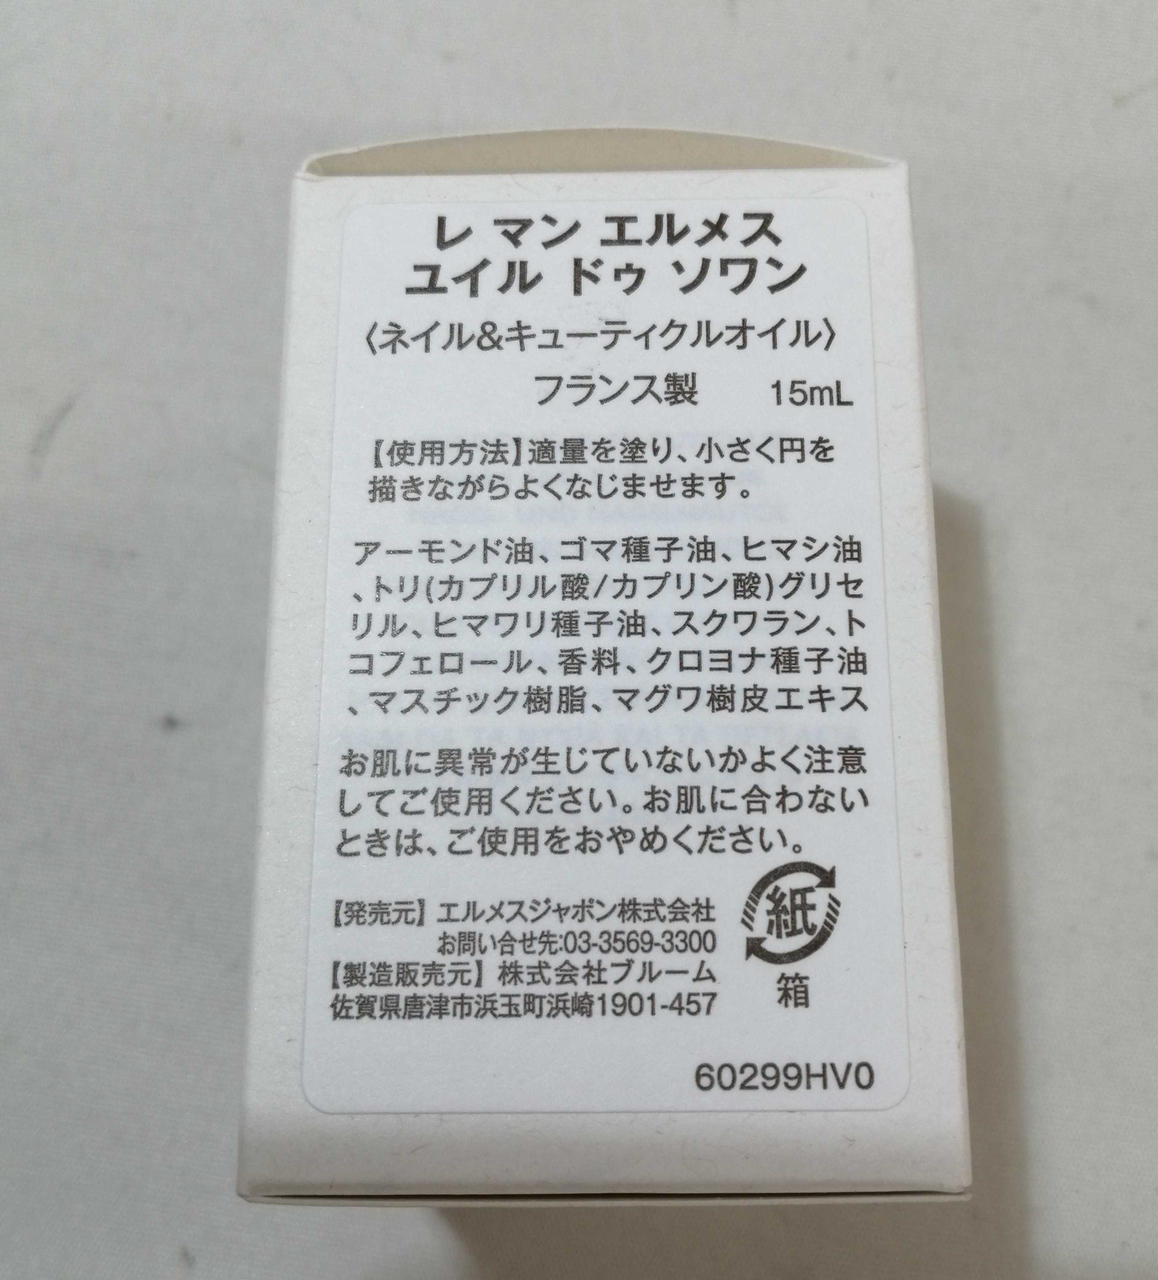 レ マン エルメス
ユイル ドゥ ソワン
〈ネイル&キューティクルオイル〉
フランス製 15mL
【使用方法】適量を塗り、小さく円を
描きながらよくなじませます。
アーモンド油、ゴマ種子油、ヒマシ油
、トリ(カプリル酸/カプリン酸)グリセ
リル、ヒマワリ種子油、スクワラン、ト
コフェロール、香料、クロヨナ種子油
、マスチック樹脂、マグワ樹皮エキス
お肌に異常が生じていないかよく注意
してご使用ください。お肌に合わない
ときは、ご使用をおやめください。
【発売元】エルメスジャポン株式会社
お問い合せ先:03-3569-3300
【製造販売元】株式会社ブルーム
佐賀県唐津市浜玉町浜崎1901-457
紙
箱
60299HV0